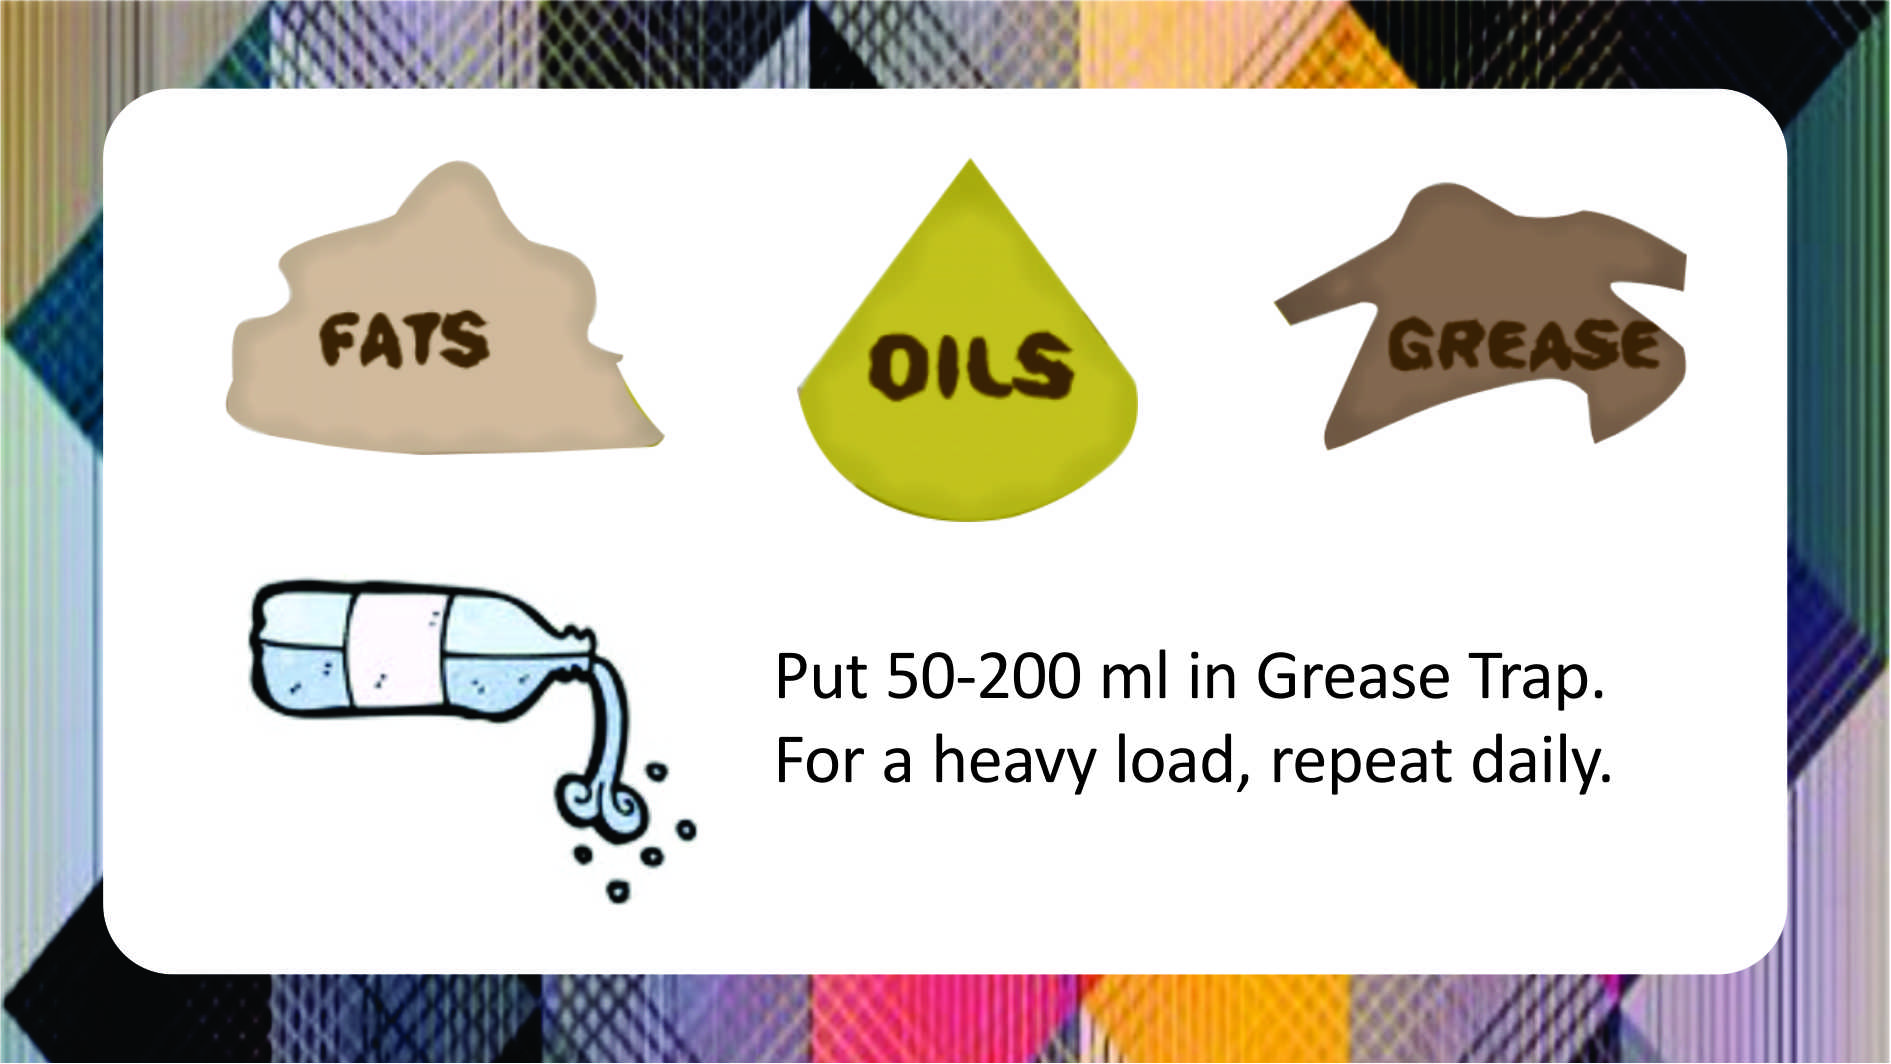 FATS
OILS
GREASE
Put 50-200 ml in Grease Trap.
For a heavy load, repeat daily.